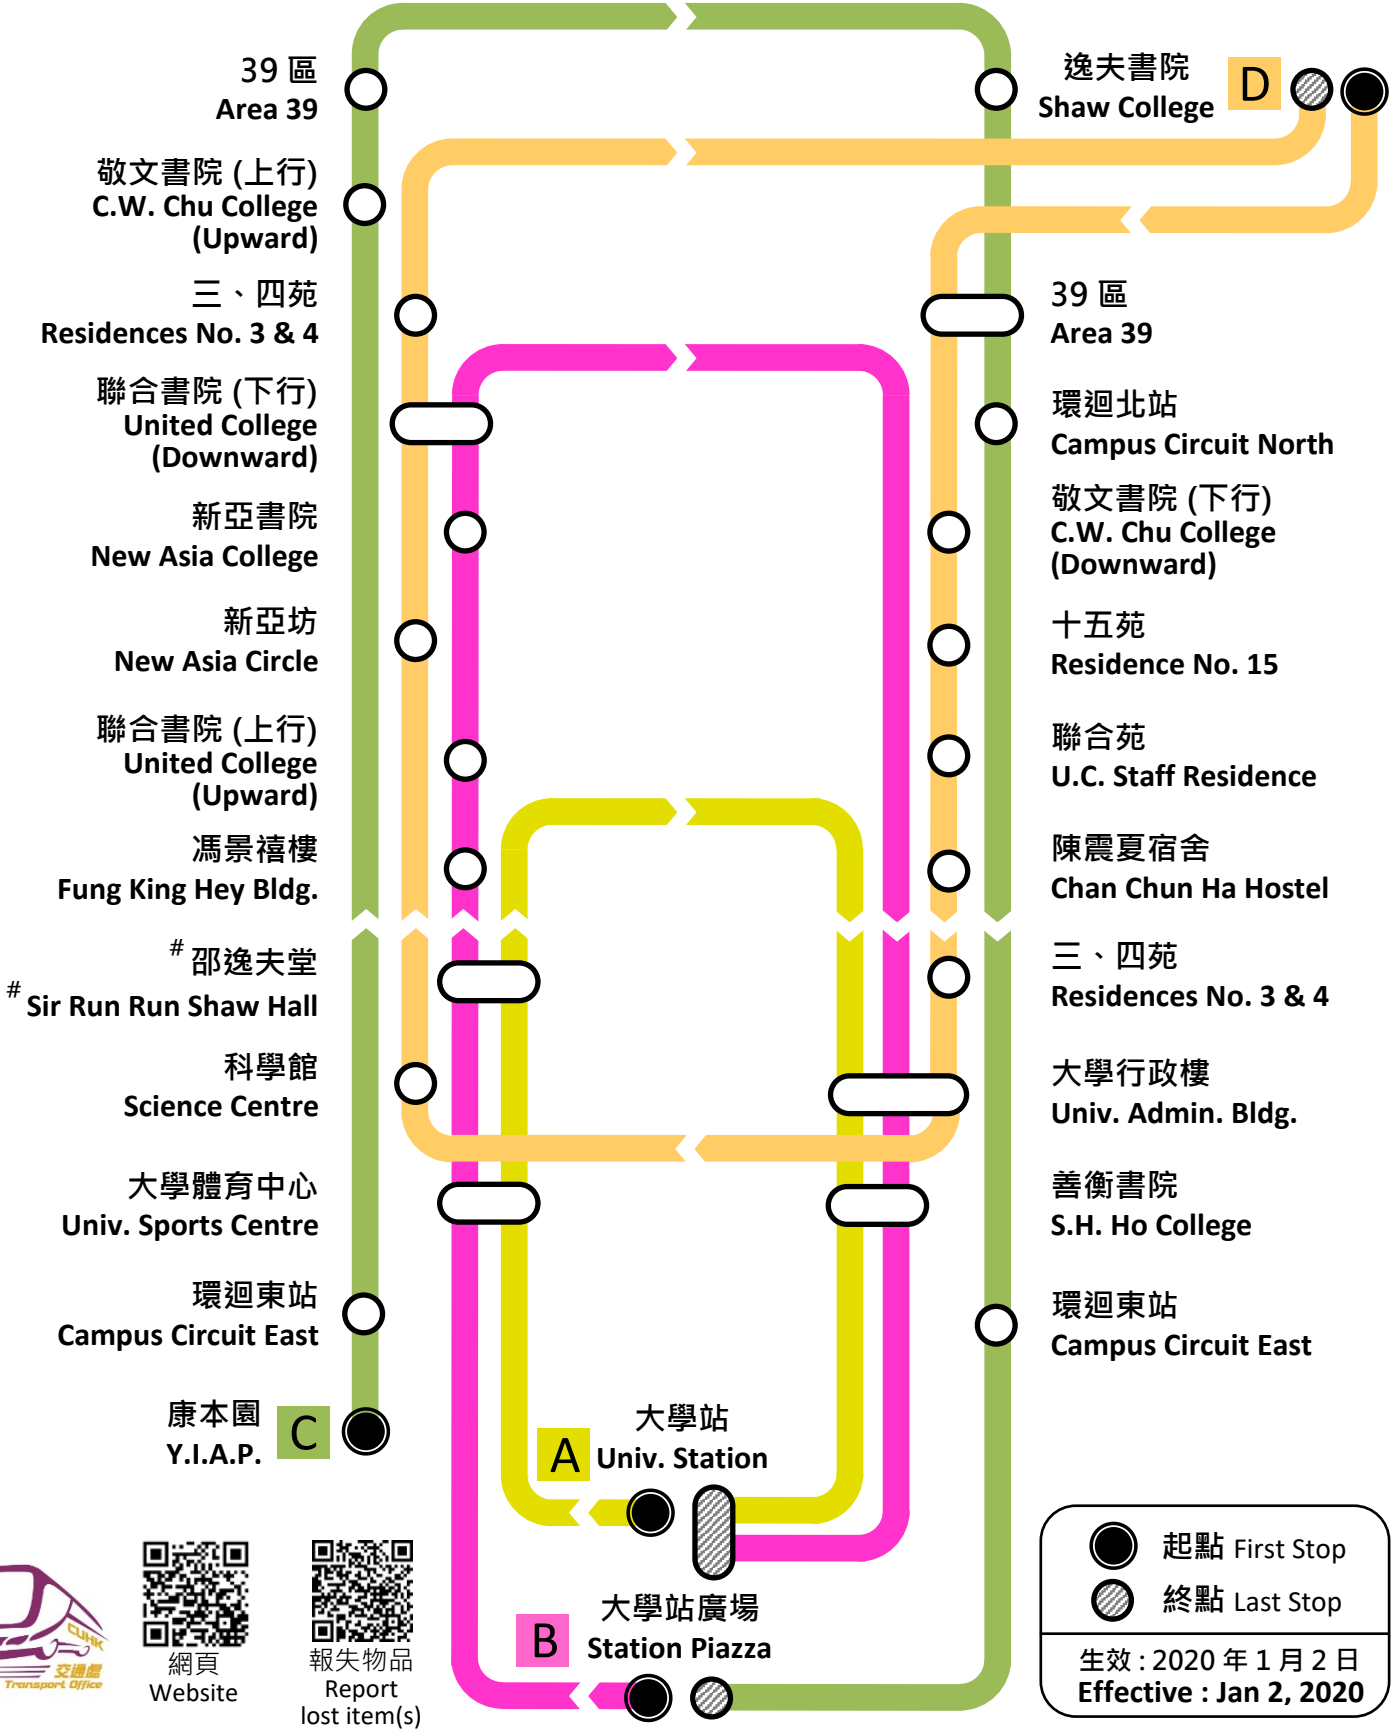 39 區
Area 39
敬文書院 (上行)
C.W. Chu College
(Upward)
三、四苑
Residences No. 3 & 4
聯合書院 (下行)
United College
(Downward)
新亞書院
New Asia College
新亞坊
New Asia Circle
聯合書院 (上行)
United College
(Upward)
馮景禧樓
Fung King Hey Bldg.
# 邵逸夫堂
# Sir Run Run Shaw Hall
科學館
Science Centre
大學體育中心
Univ. Sports Centre
環迴東站
Campus Circuit East
康本園
Y.I.A.P.
C
逸夫書院
Shaw College
D
39 區
Area 39
環迴北站
Campus Circuit North
敬文書院 (下行)
C.W. Chu College
(Downward)
十五苑
Residence No. 15
聯合苑
U.C. Staff Residence
陳震夏宿舍
Chan Chun Ha Hostel
三、四苑
Residences No. 3 & 4
大學行政樓
Univ. Admin. Bldg.
善衡書院
S.H. Ho College
環迴東站
Campus Circuit East
大學站
A Univ. Station
大學站廣場
B Station Piazza
CUHK
交通處
Transport Office
網頁
Website
報失物品
Report
lost item(s)
起點 First Stop
終點 Last Stop
生效 : 2020 年 1 月 2 日
Effective : Jan 2, 2020